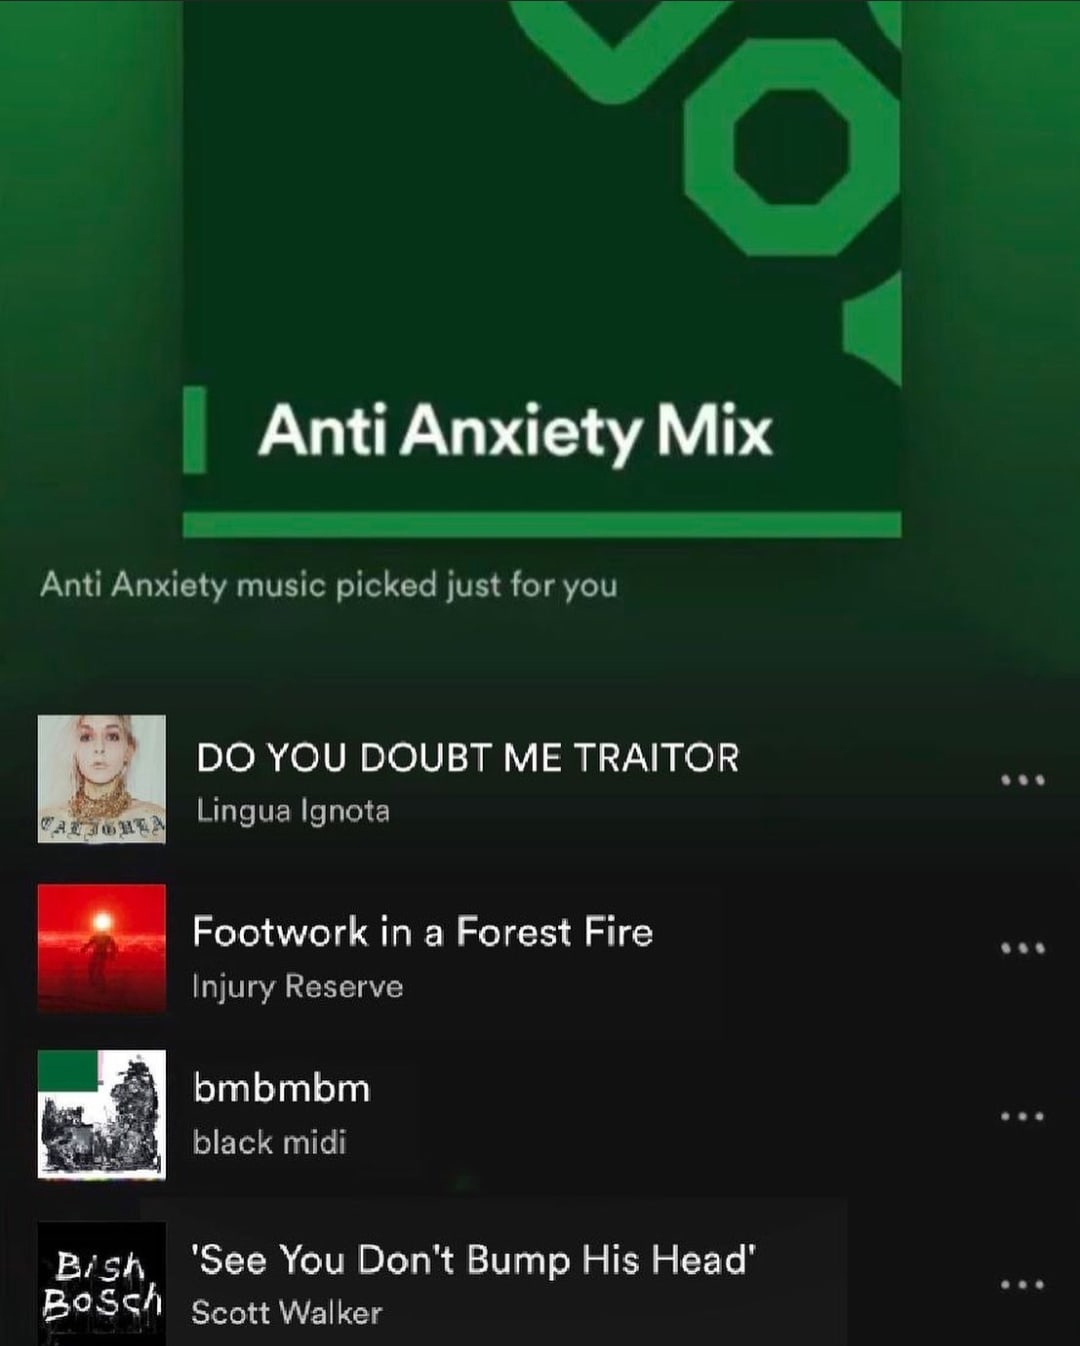 Anti Anxiety Mix
Anti Anxiety music picked just for you
DO YOU DOUBT ME TRAITOR
Lingua Ignota
CALIGULA
Footwork in a Forest Fire
Injury Reserve
bmbmbm
black midi
Bish
Bosch
'See You Don't Bump His Head'
Scott Walker